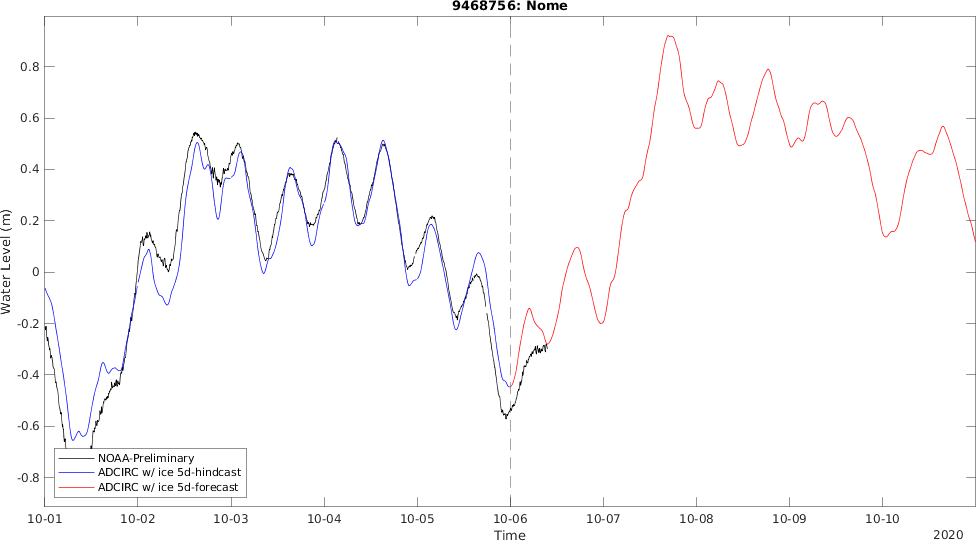 9468756: Nome
Water Level (m)
0.8
0.6
0.4
0.2
0
-0.2
-0.4
-0.6
-0.8
NOAA-Preliminary
ADCIRC w/ ice 5d-hindcast
ADCIRC w/ ice 5d-forecast
10-01 10-02 10-03 10-04 10-05 10-06 10-07 10-08 10-09 10-10
Time
2020